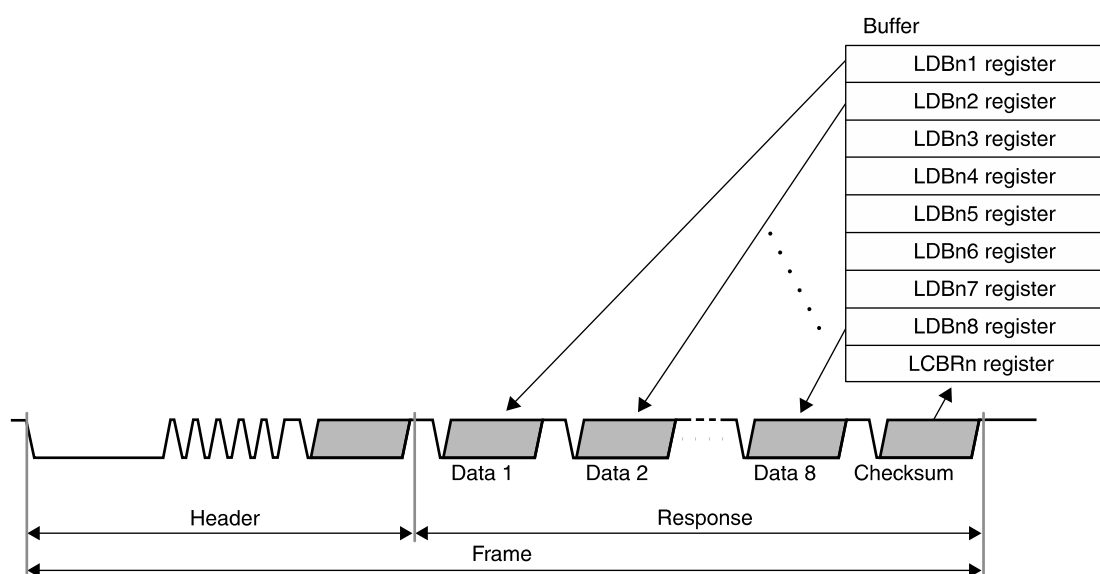 Buffer
LDBn1 register
LDBn2 register
LDBn3 register
LDBn4 register
LDBn5 register
LDBn6 register
LDBn7 register
LDBn8 register
LCBRn register
Data 1
Data 2
Data 8
Checksum
Header
Response
Frame